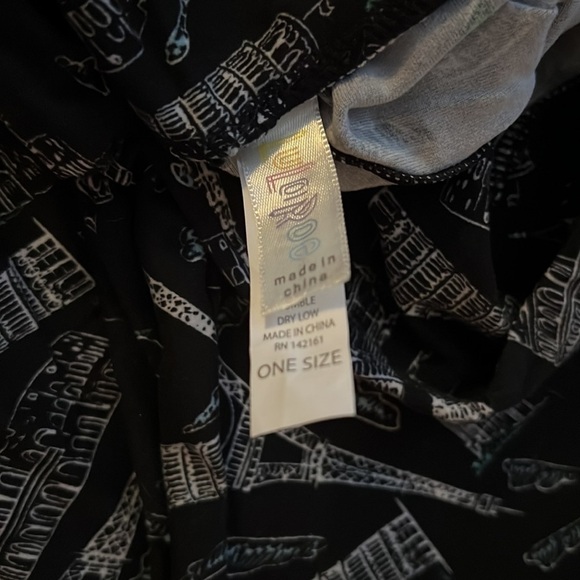 LuLaRoe
made in
china
DRY LOW
MADE IN CHINA
RN 142161
ONE SIZE